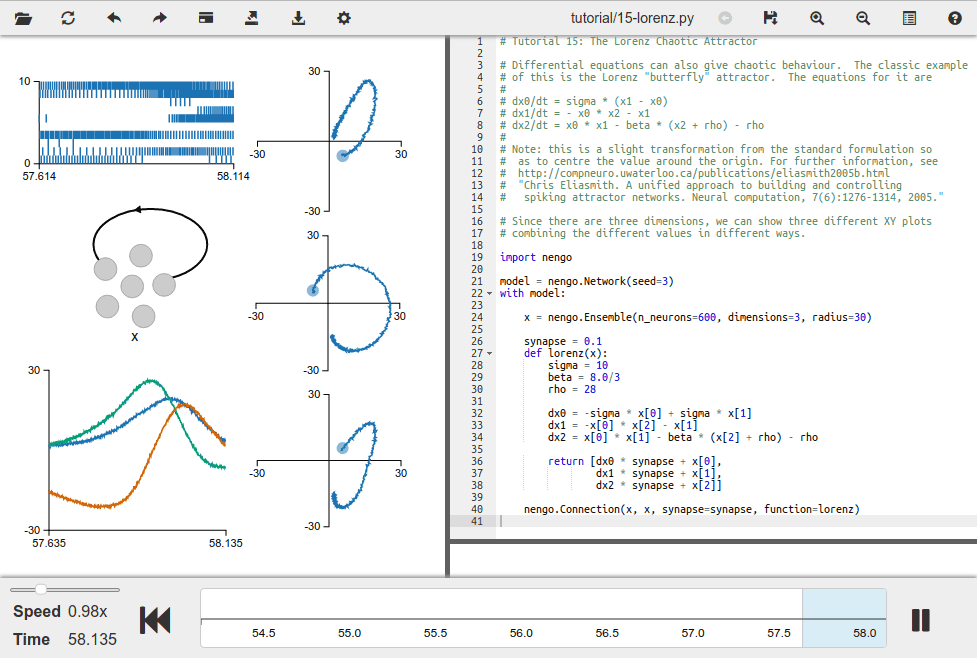 tutorial/15-lorenz.py
10
0
57.614 58.114
x
30
-30
57.635 58.135
30
-30 30
-30
30
-30 30
-30
30
-30 30
-30
1 # Tutorial 15: The Lorenz Chaotic Attractor
2
3 # Differential equations can also give chaotic behaviour.  The classic example
4 # of this is the Lorenz "butterfly" attractor.  The equations for it are
5 #
6 # dx0/dt = sigma * (x1 - x0)
7 # dx1/dt = - x0 * x2 - x1
8 # dx2/dt = x0 * x1 - beta * (x2 + rho) - rho
9 #
10 # Note: this is a slight transformation from the standard formulation so
11 #  as to centre the value around the origin. For further information, see
12 #  http://compneuro.uwaterloo.ca/publications/eliasmith2005b.html
13 #  "Chris Eliasmith. A unified approach to building and controlling
14 #   spiking attractor networks. Neural computation, 7(6):1276-1314, 2005."
15
16 # Since there are three dimensions, we can show three different XY plots
17 # combining the different values in different ways.
18
19 import nengo
20
21 model = nengo.Network(seed=3)
22 with model:
23
24     x = nengo.Ensemble(n_neurons=600, dimensions=3, radius=30)
25
26     synapse = 0.1
27     def lorenz(x):
28         sigma = 10
29         beta = 8.0/3
30         rho = 28
31
32         dx0 = -sigma * x[0] + sigma * x[1]
33         dx1 = -x[0] * x[2] - x[1]
34         dx2 = x[0] * x[1] - beta * (x[2] + rho) - rho
35
36         return [dx0 * synapse + x[0],
37                 dx1 * synapse + x[1],
38                 dx2 * synapse + x[2]]
39
40     nengo.Connection(x, x, synapse=synapse, function=lorenz)
41
Speed 0.98x
Time 58.135
54.5 55.0 55.5 56.0 56.5 57.0 57.5 58.0